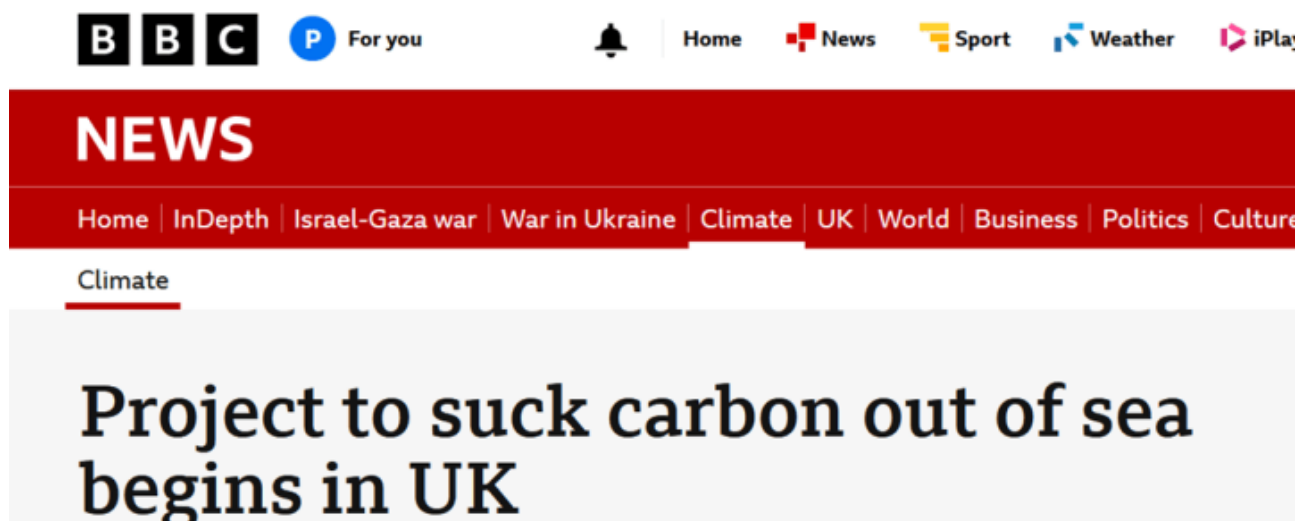 BBC P For you Home News Sport Weather iPlay
NEWS
Home InDepth Israel-Gaza war War in Ukraine Climate UK World Business Politics Culture
Climate
Project to suck carbon out of sea
begins in UK